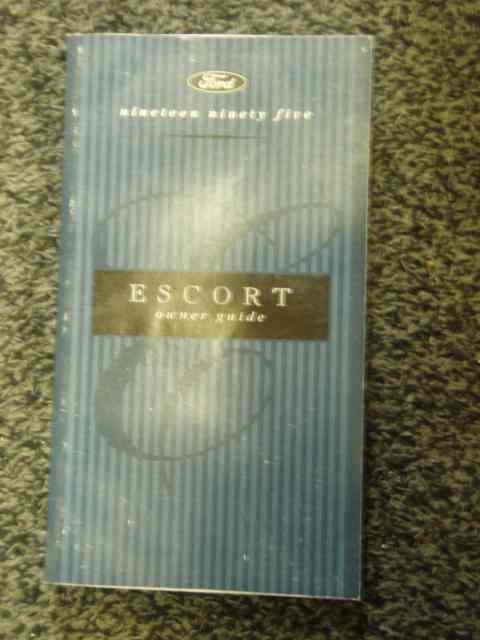 Ford
nineteen ninety five
ESCORT
owner guide